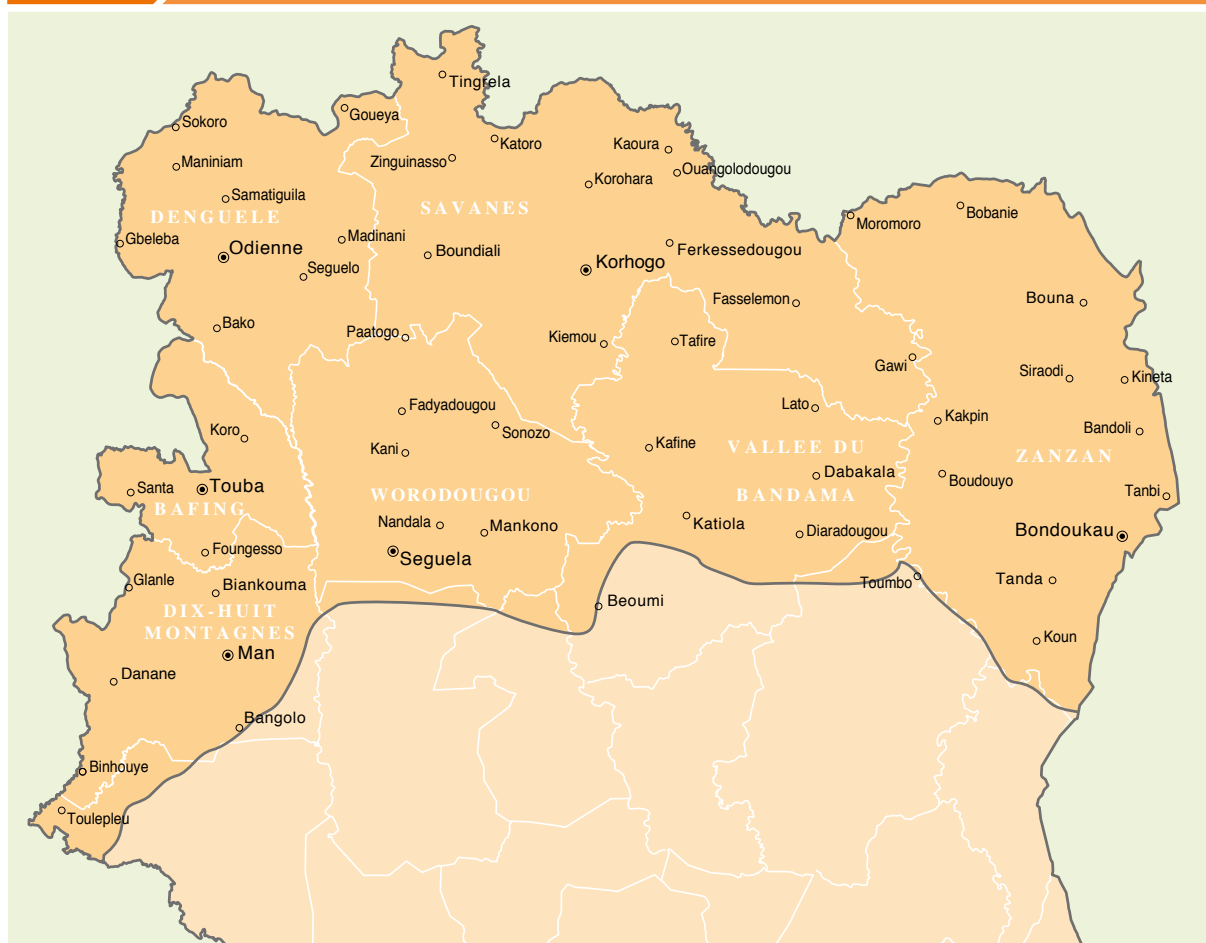 Tingrela
Goueya
Sokoro
Katoro
Kaoura
Zinguinasso
Maniniam
Ouangolodougou
Korohara
Samatiguila
SAVANES
DENGUELE
Bobanie
Moromoro
Gbeleba
Madinani
Odienne
Boundiali
Ferkessedougou
Korhogo
Seguelo
Fasselemon
Bouna
Bako
Paatogo
Kiemou
Tafire
Gawi
Siraodi
Kineta
Fadyadougou
Lato
Kakpin
Koro
Sonozo
Bandoli
Kani
Kafine
VALLEE DU
BANDAMA
ZANZAN
Dabakala
Boudouyo
Santa
Touba
BAFING
WORODOUGOU
Tanbi
Nandala
Mankono
Katiola
Diaradougou
Bondoukau
Foungesso
Seguela
Glanle
Biankouma
Toumbo
Tanda
DIX-HUIT
MONTAGNES
Beoumi
Koun
Man
Danane
Bangolo
Binhouye
Toulepleu